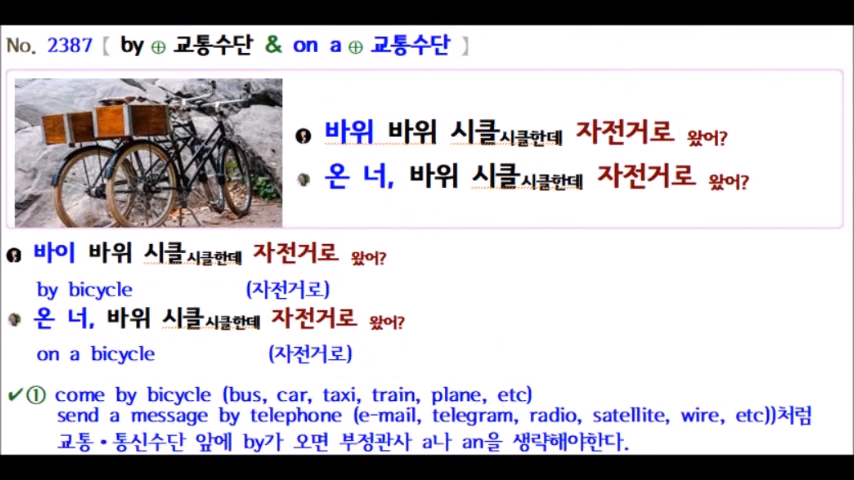 No. 2387 [ by ⊕ 교통수단 & on a ⊕ 교통수단 ]
바위 바위 시클시클한데 자전거로 왔어?
온 너, 바위 시클시클한데 자전거로 왔어?
바이 바위 시클시클한데 자전거로 왔어?
by bicycle (자전거로)
온 너, 바위 시클시클한데 자전거로 왔어?
on a bicycle (자전거로)
✔① come by bicycle (bus, car, taxi, train, plane, etc)
send a message by telephone (e-mail, telegram, radio, satellite, wire, etc))처럼
교통・통신수단 앞에 by가 오면 부정관사 a나 an을 생략해야한다.